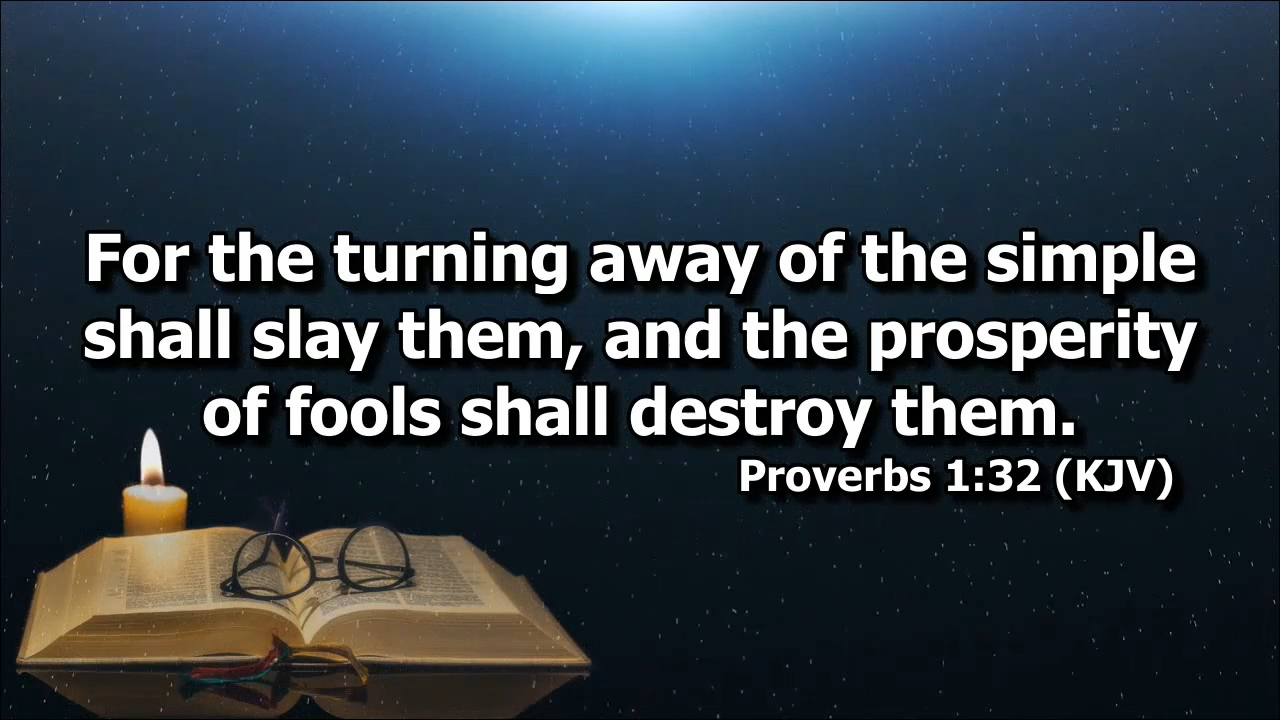 For the turning away of the simple
shall slay them, and the prosperity
of fools shall destroy them.
Proverbs 1:32 (KJV)